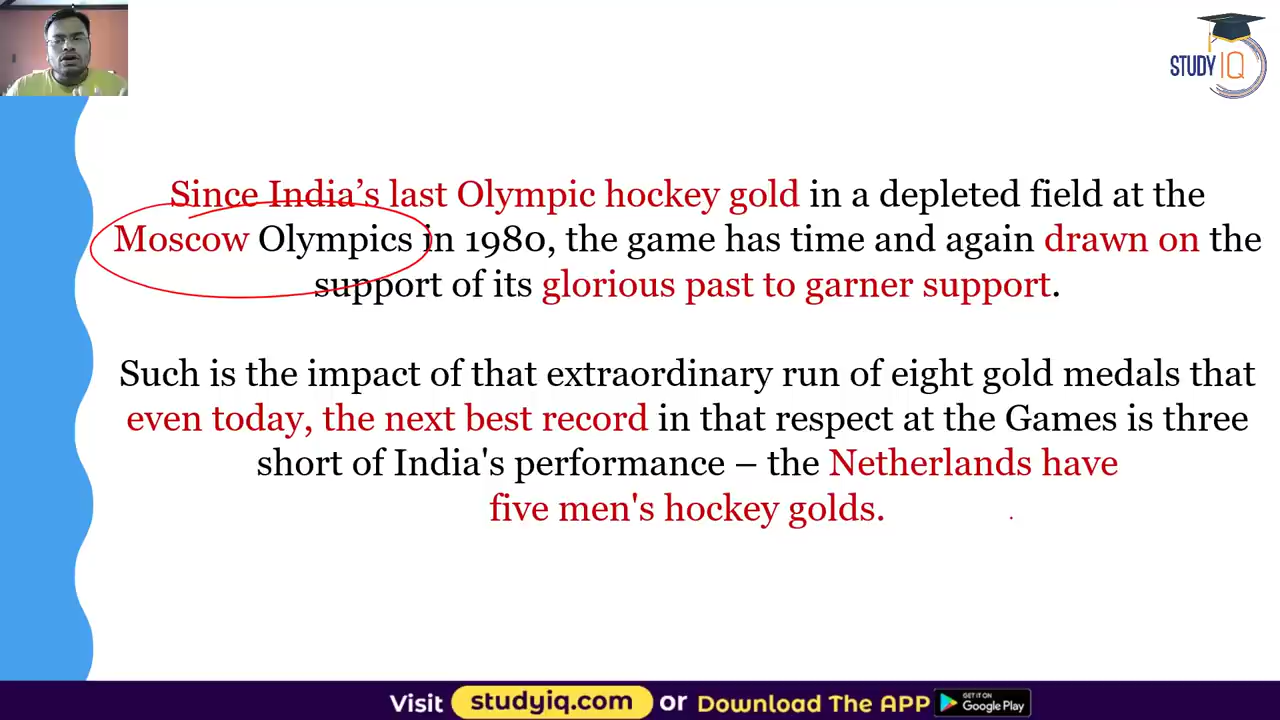 STUDY IQ
Since India’s last Olympic hockey gold in a depleted field at the
Moscow Olympics in 1980, the game has time and again drawn on the
support of its glorious past to garner support.
Such is the impact of that extraordinary run of eight gold medals that
even today, the next best record in that respect at the Games is three
short of India's performance – the Netherlands have
five men's hockey golds.
Visit studyiq.com or Download The APP GET IT ON Google Play